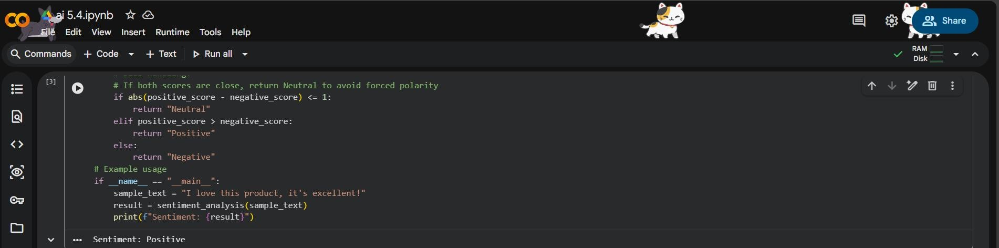 ai 5.4.ipynb
File Edit View Insert Runtime Tools Help
Share
Commands + Code + Text Run all
RAM
Disk
[3]
# If both scores are close, return Neutral to avoid forced polarity
if abs(positive_score - negative_score) <= 1:
return "Neutral"
elif positive_score > negative_score:
return "Positive"
else:
return "Negative"
# Example usage
if __name__ == "__main__":
sample_text = "I love this product, it's excellent!"
result = sentiment_analysis(sample_text)
print(f"Sentiment: {result}")
Sentiment: Positive